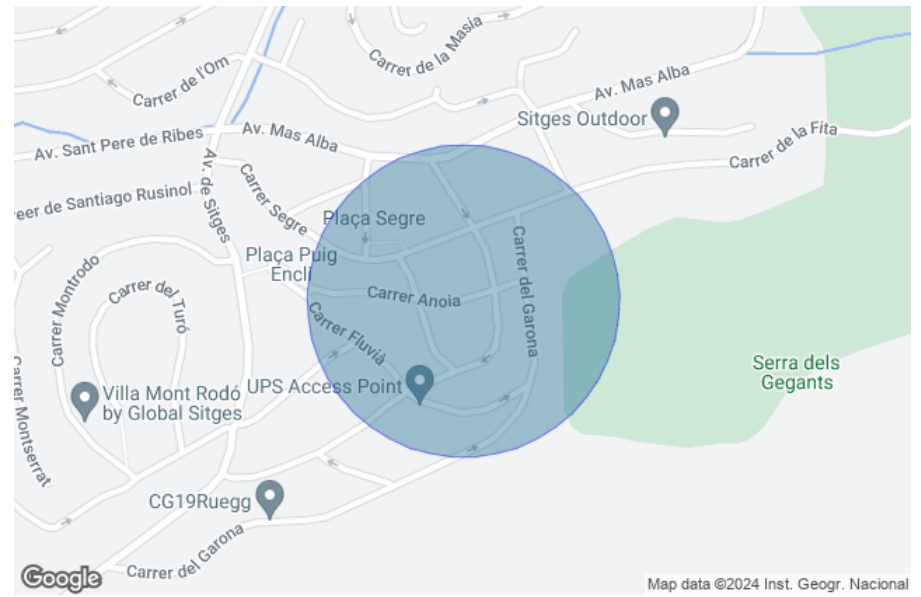 Carrer de la Masia
Carrer de l'Om
Av. Mas Alba
Sitges Outdoor
Av. Sant Pere de Ribes
Av. Mas Alba
Carrer de la Fita
reer de Santiago Rusinol
Av. de Sitges
Carrer Segre
Plaça Segre
Plaça Puig
Encli
Carrer del Garona
Carrer Montrodo
Carrer del Turó
Carrer Anoia
Carrer Fluvià
Serra dels
Gegants
Carrer Montserrat
Villa Mont Rodó
by Global Sitges
UPS Access Point
CG19Ruegg
Carrer del Garona
Google
Map data ©2024 Inst. Geogr. Nacional